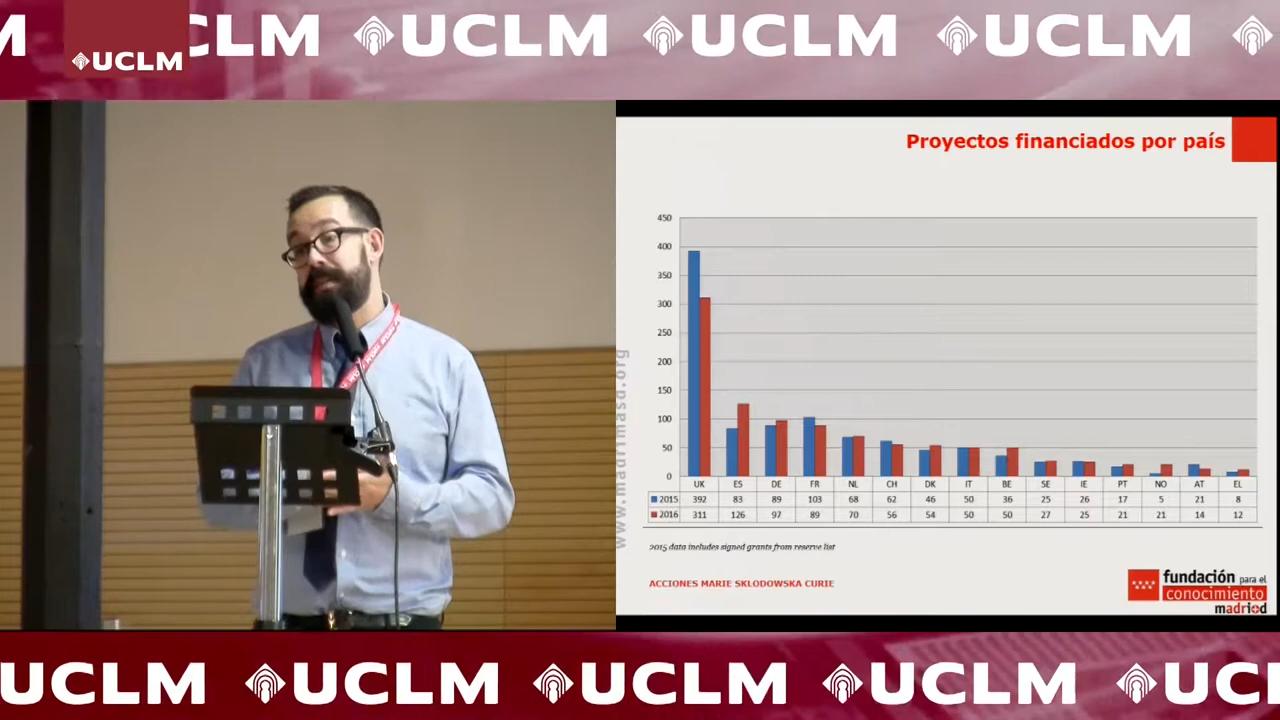 UCLM UCLM UCLM UCLM
UCLM
Proyectos financiados por país
450
400
350
300
250
200
150
100
50
0
UK ES DE FR NL CH DK IT BE SE IE PT NO AT EL
2015 392 83 89 103 68 62 46 50 36 25 26 17 5 21 8
2016 311 126 97 89 70 56 54 50 50 27 25 21 21 14 12
2015 data includes signed grants from reserve list
ACCIONES MARIE SKLODOWSKA CURIE
fundación para el
conocimiento
madri+d
www.madrimasd.org
UCLM UCLM UCLM UCLM UC